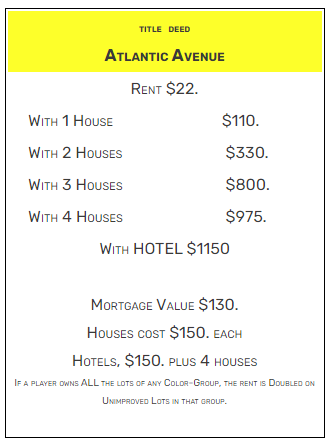 TITLE DEED
ATLANTIC AVENUE
RENT $22.
WITH 1 HOUSE $110.
WITH 2 HOUSES $330.
WITH 3 HOUSES $800.
WITH 4 HOUSES $975.
WITH HOTEL $1150
MORTGAGE VALUE $130.
HOUSES COST $150. EACH
HOTELS, $150. PLUS 4 HOUSES
IF A PLAYER OWNS ALL THE LOTS OF ANY COLOR-GROUP, THE RENT IS DOUBLED ON
UNIMPROVED LOTS IN THAT GROUP.